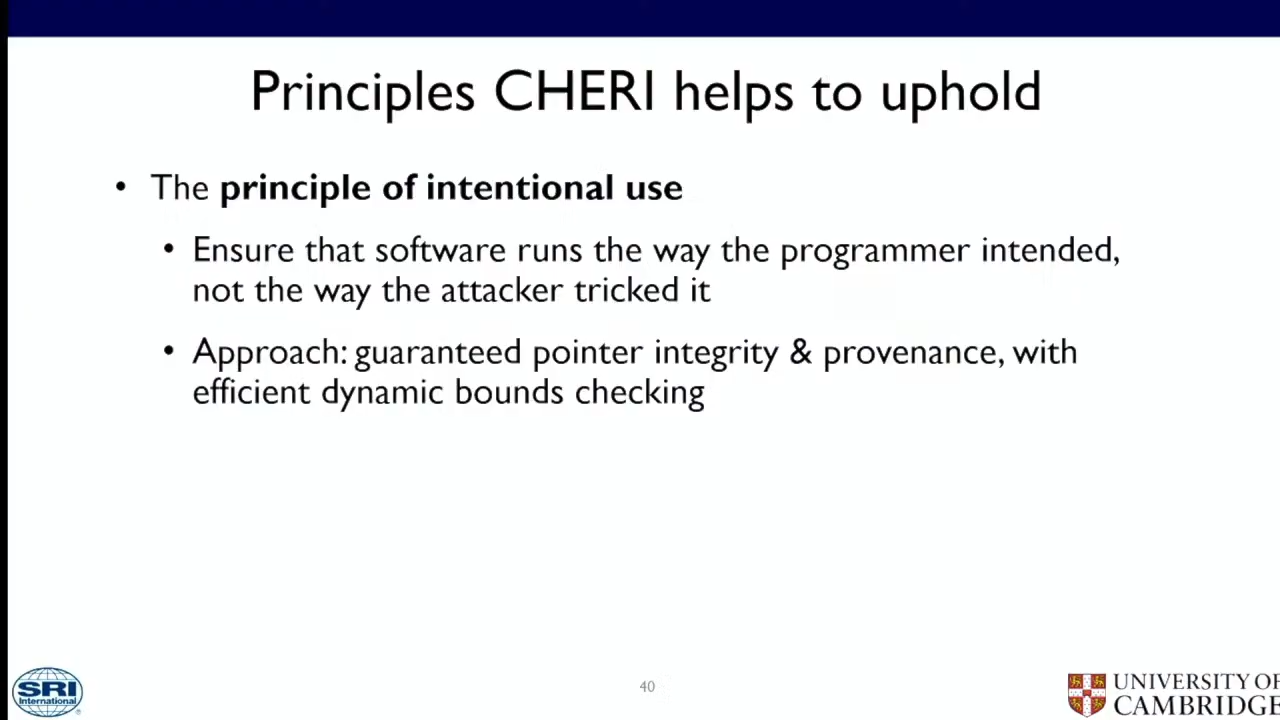 Principles CHERI helps to uphold
• The principle of intentional use
• Ensure that software runs the way the programmer intended,
not the way the attacker tricked it
• Approach: guaranteed pointer integrity & provenance, with
efficient dynamic bounds checking
SRI
International
40
UNIVERSITY OF
CAMBRIDGE